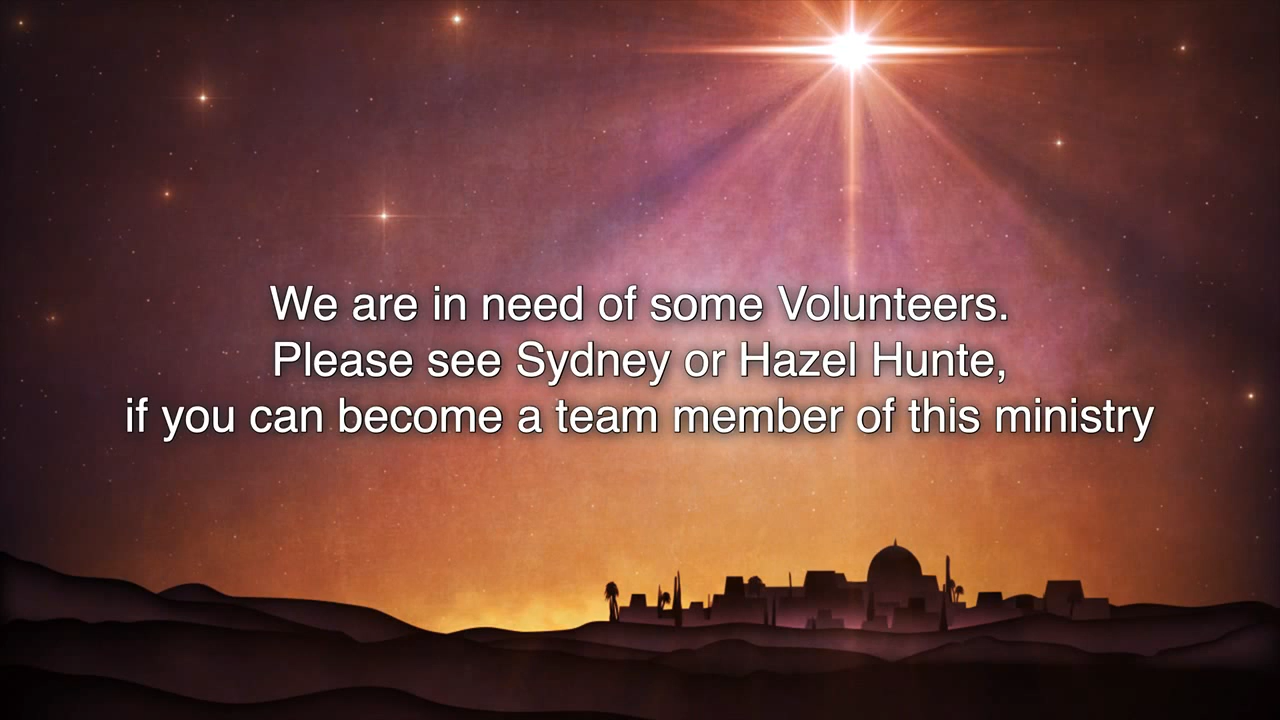 We are in need of some Volunteers.
Please see Sydney or Hazel Hunte,
if you can become a team member of this ministry